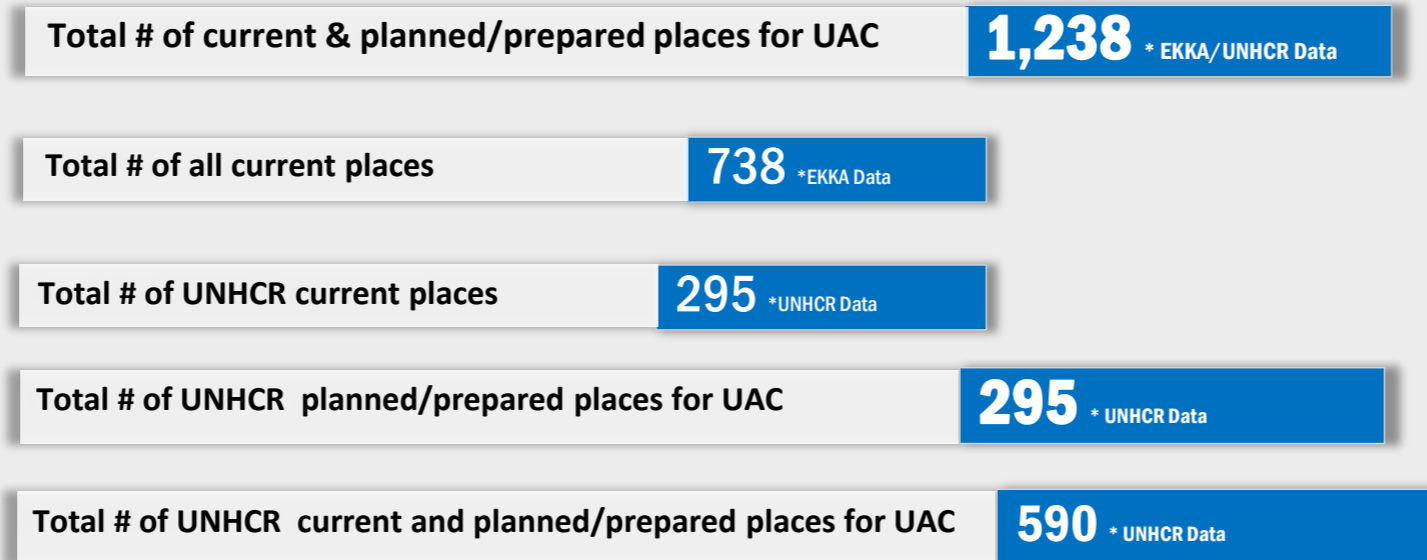 Total # of current & planned/prepared places for UAC 1,238 * EKKA/UNHCR Data
Total # of all current places 738 *EKKA Data
Total # of UNHCR current places 295 *UNHCR Data
Total # of UNHCR planned/prepared places for UAC 295 * UNHCR Data
Total # of UNHCR current and planned/prepared places for UAC 590 * UNHCR Data